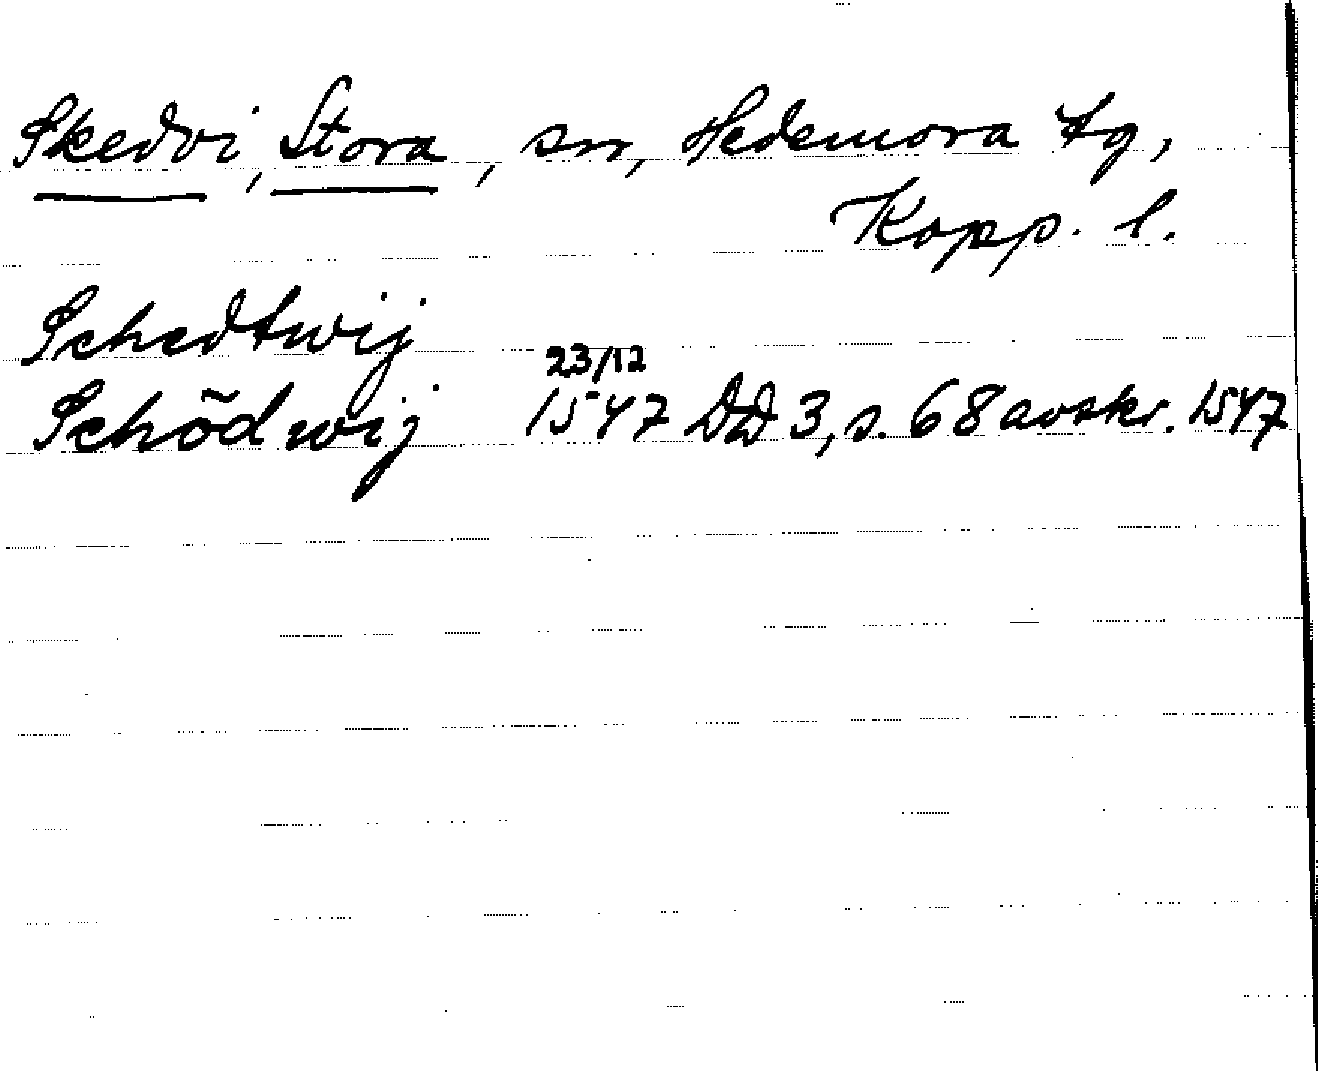 Skedvi, Stora, sn, Hedemora tg,
Kopp. l.
Schedtwij
Schödwij 23/12 1547 DD 3, s. 68 avskr. 1547